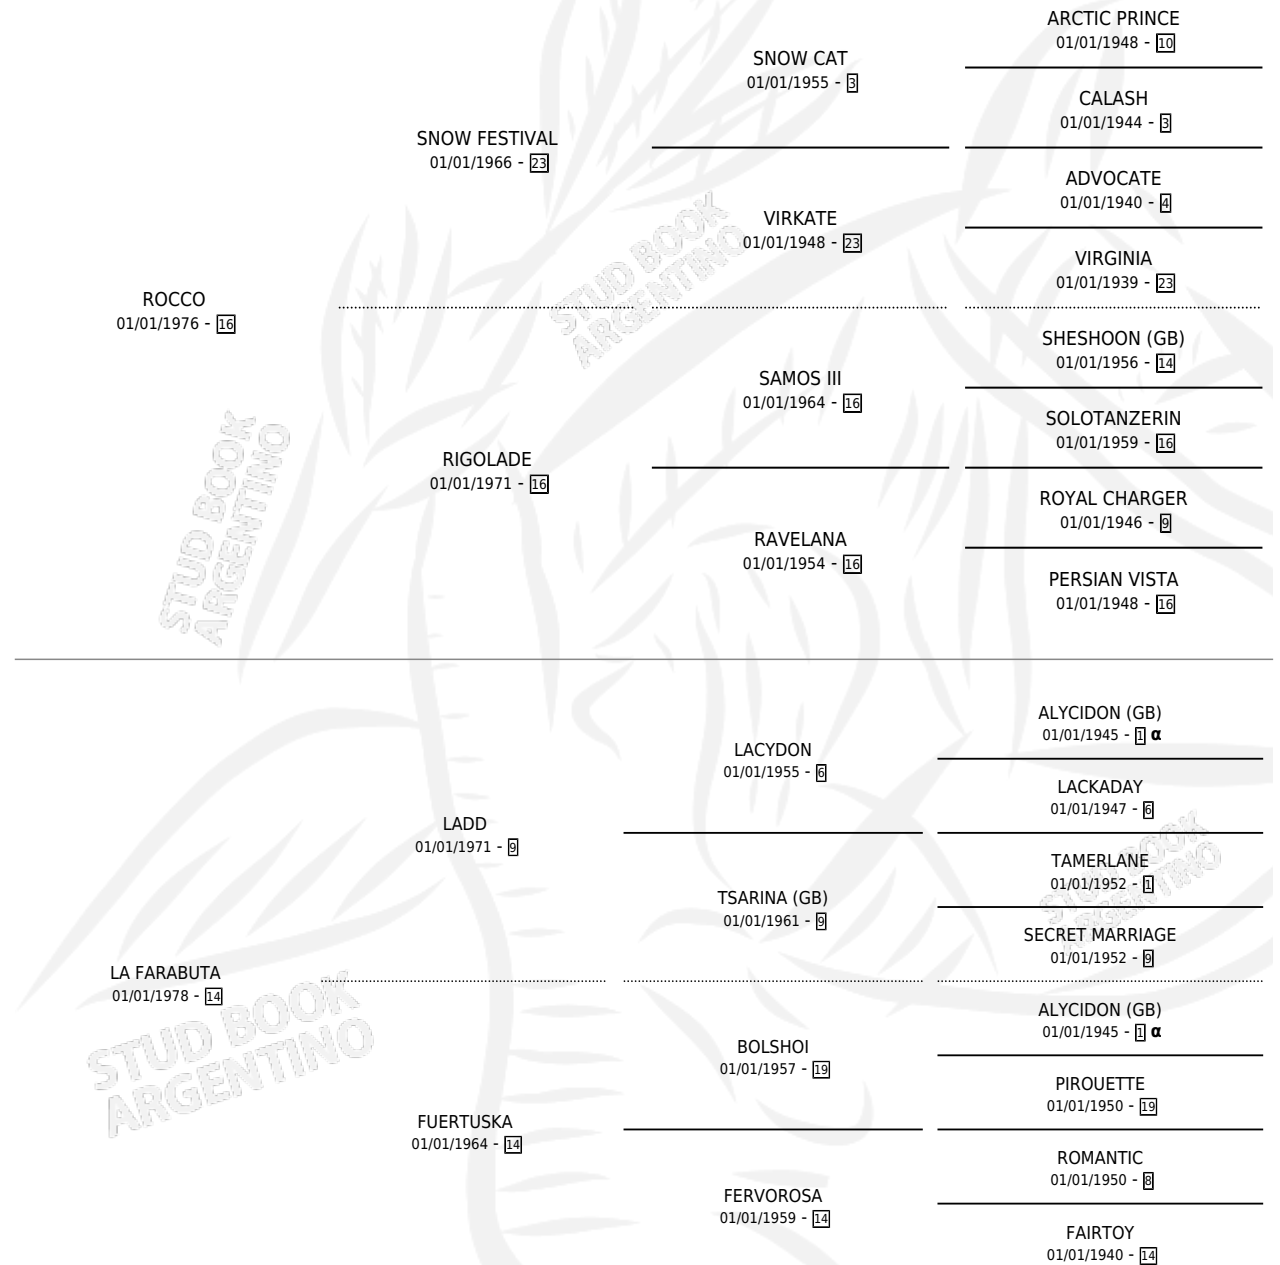 ARCTIC PRINCE
01/01/1948 - 10
SNOW CAT
01/01/1955 - 3
CALASH
01/01/1944 - 3
SNOW FESTIVAL
01/01/1966 - 23
ADVOCATE
01/01/1940 - 4
VIRKATE
01/01/1948 - 23
VIRGINIA
01/01/1939 - 23
ROCCO
01/01/1976 - 16
SHESHOON (GB)
01/01/1956 - 14
SAMOS III
01/01/1964 - 16
SOLOTANZERIN
01/01/1959 - 16
RIGOLADE
01/01/1971 - 16
ROYAL CHARGER
01/01/1946 - 9
RAVELANA
01/01/1954 - 16
PERSIAN VISTA
01/01/1948 - 16
ALYCIDON (GB)
01/01/1945 - 1 α
LACYDON
01/01/1955 - 6
LACKADAY
01/01/1947 - 6
LADD
01/01/1971 - 9
TAMERLANE
01/01/1952 - 1
TSARINA (GB)
01/01/1961 - 9
SECRET MARRIAGE
01/01/1952 - 9
LA FARABUTA
01/01/1978 - 14
ALYCIDON (GB)
01/01/1945 - 1 α
BOLSHOI
01/01/1957 - 19
PIROUETTE
01/01/1950 - 19
FUERTUSKA
01/01/1964 - 14
ROMANTIC
01/01/1950 - 8
FERVOROSA
01/01/1959 - 14
FAIRTOY
01/01/1940 - 14
STUD BOOK
ARGENTINO
STUD BOOK
ARGENTINO
STUD BOOK
ARGENTINO
STUD BOOK
ARGENTINO